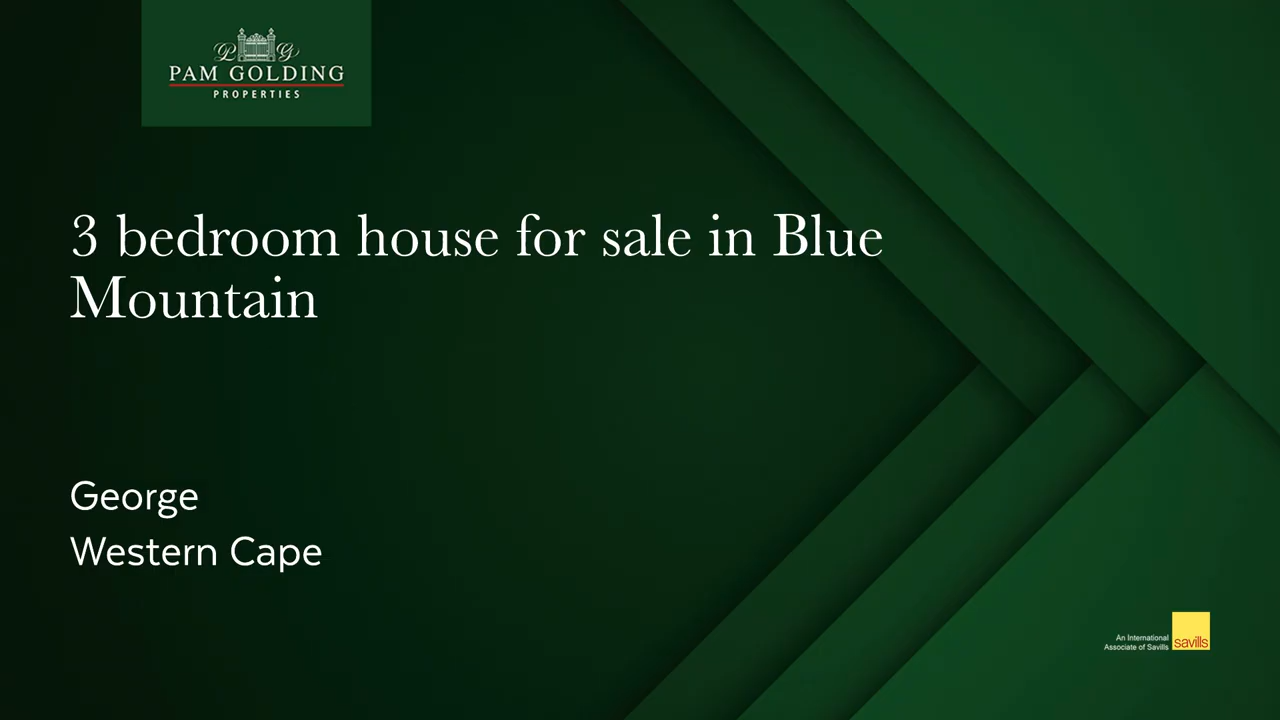 P G
PAM GOLDING
PROPERTIES
3 bedroom house for sale in Blue
Mountain
George
Western Cape
An International
Associate of Savills
savills